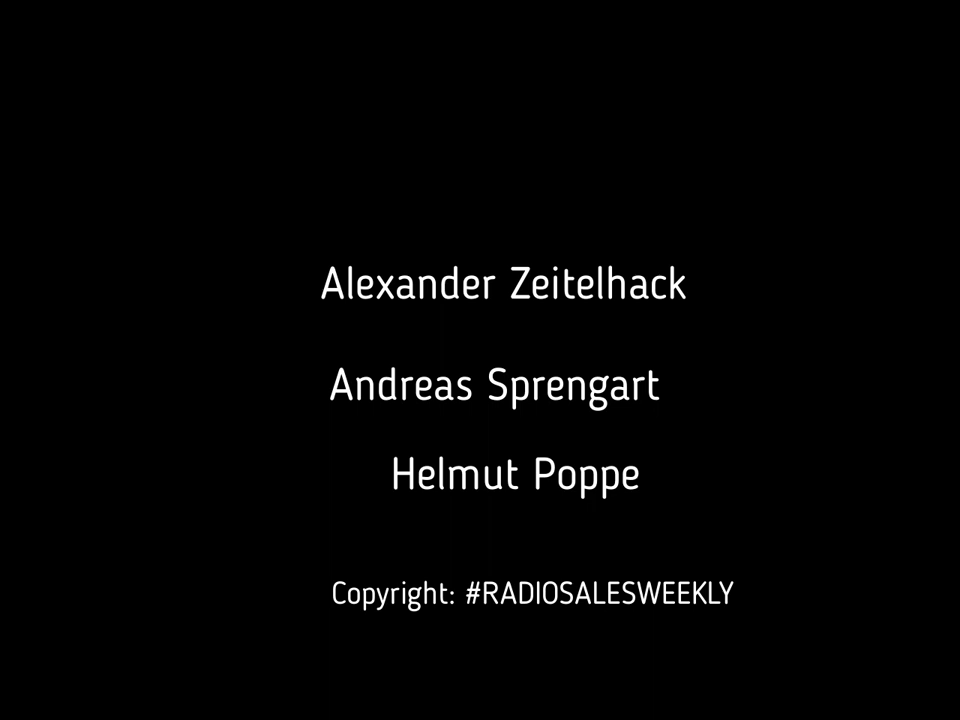 Alexander Zeitelhack
Andreas Sprengart
Helmut Poppe
Copyright: #RADIOSALESWEEKLY